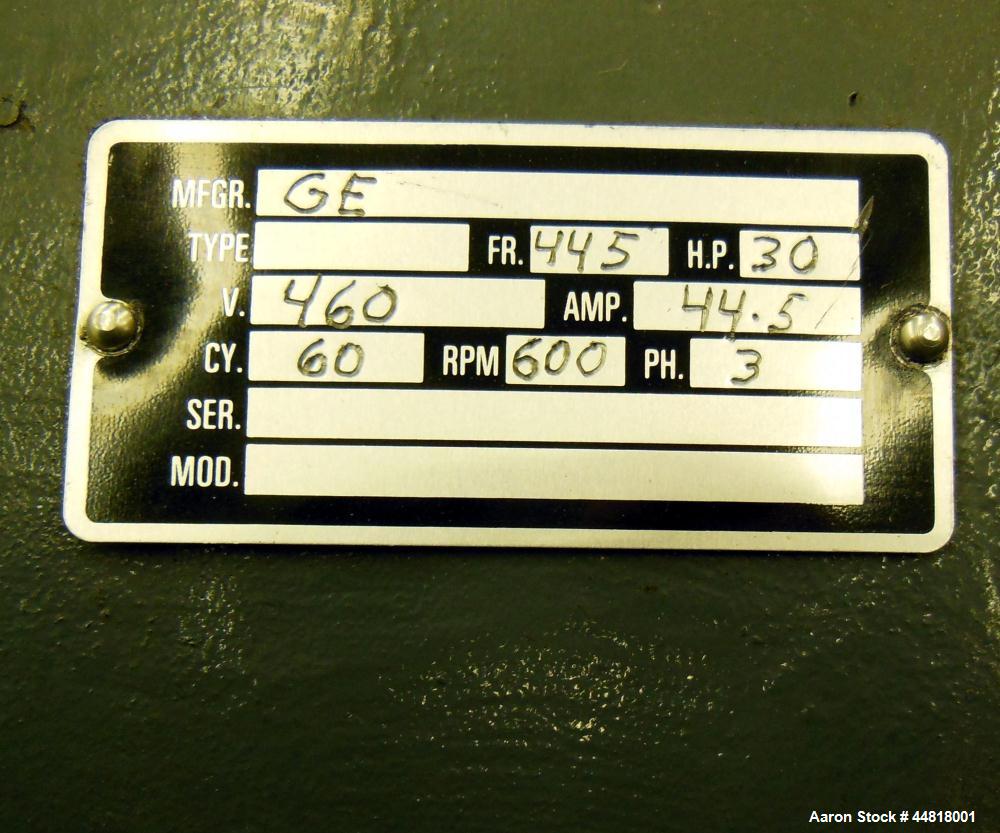 MFGR. GE
TYPE FR. 445 H.P. 30
V. 460 AMP. 44.5
CY. 60 RPM 600 PH. 3
SER.
MOD.
Aaron Stock # 44818001